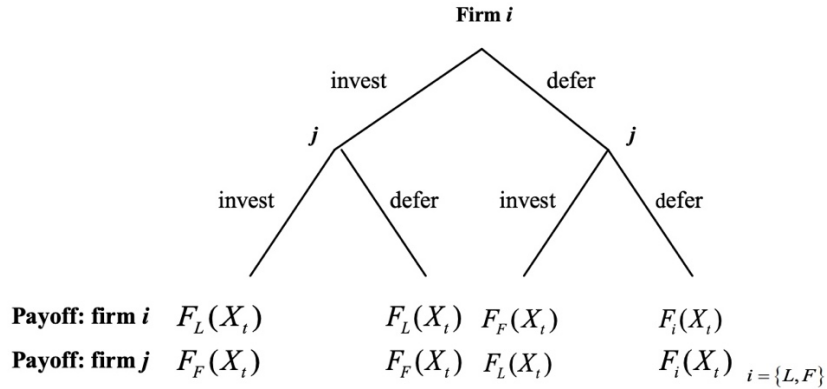 Firm i
invest defer
j j
invest defer invest defer
Payoff: firm i F_L(X_t) F_L(X_t) F_F(X_t) F_i(X_t)
Payoff: firm j F_F(X_t) F_F(X_t) F_L(X_t) F_i(X_t) i={L,F}